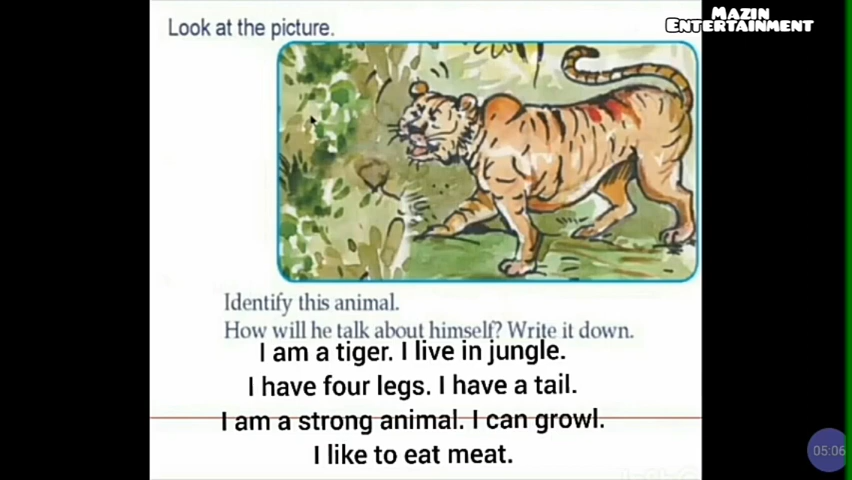 Look at the picture.
MAZIN
ENTERTAINMENT
Identify this animal.
How will he talk about himself? Write it down.
I am a tiger. I live in jungle.
I have four legs. I have a tail.
I am a strong animal. I can growl.
I like to eat meat.
05:06